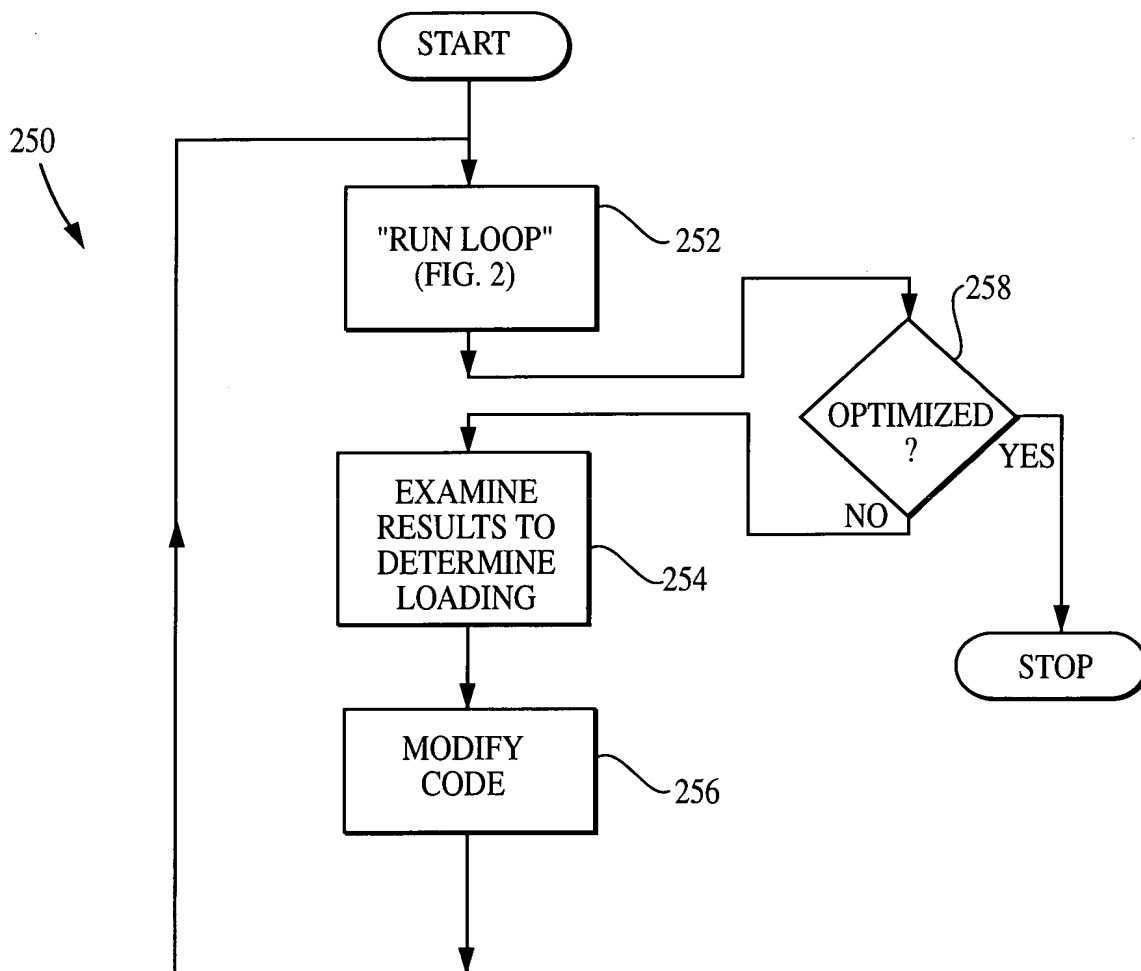 START
250
"RUN LOOP"
(FIG. 2)
252
258
OPTIMIZED
?
YES
NO
EXAMINE
RESULTS TO
DETERMINE
LOADING
254
STOP
MODIFY
CODE
256